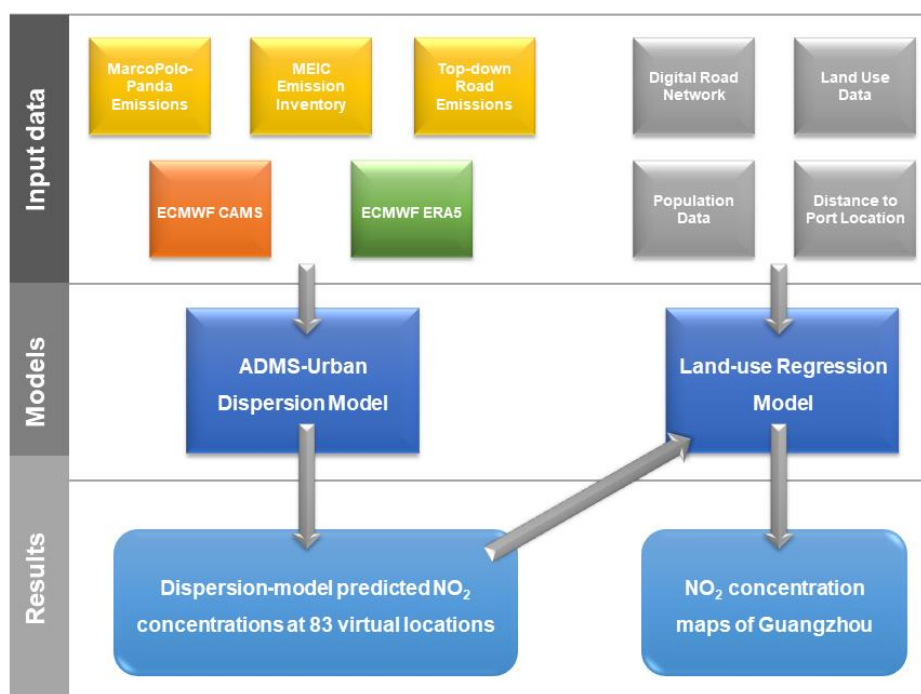 Input data
MarcoPolo-
Panda
Emissions
MEIC
Emission
Inventory
Top-down
Road
Emissions
Digital Road
Network
Land Use
Data
ECMWF CAMS
ECMWF ERA5
Population
Data
Distance to
Port Location
Models
ADMS-Urban
Dispersion Model
Land-use Regression
Model
Results
Dispersion-model predicted NO₂
concentrations at 83 virtual locations
NO₂ concentration
maps of Guangzhou